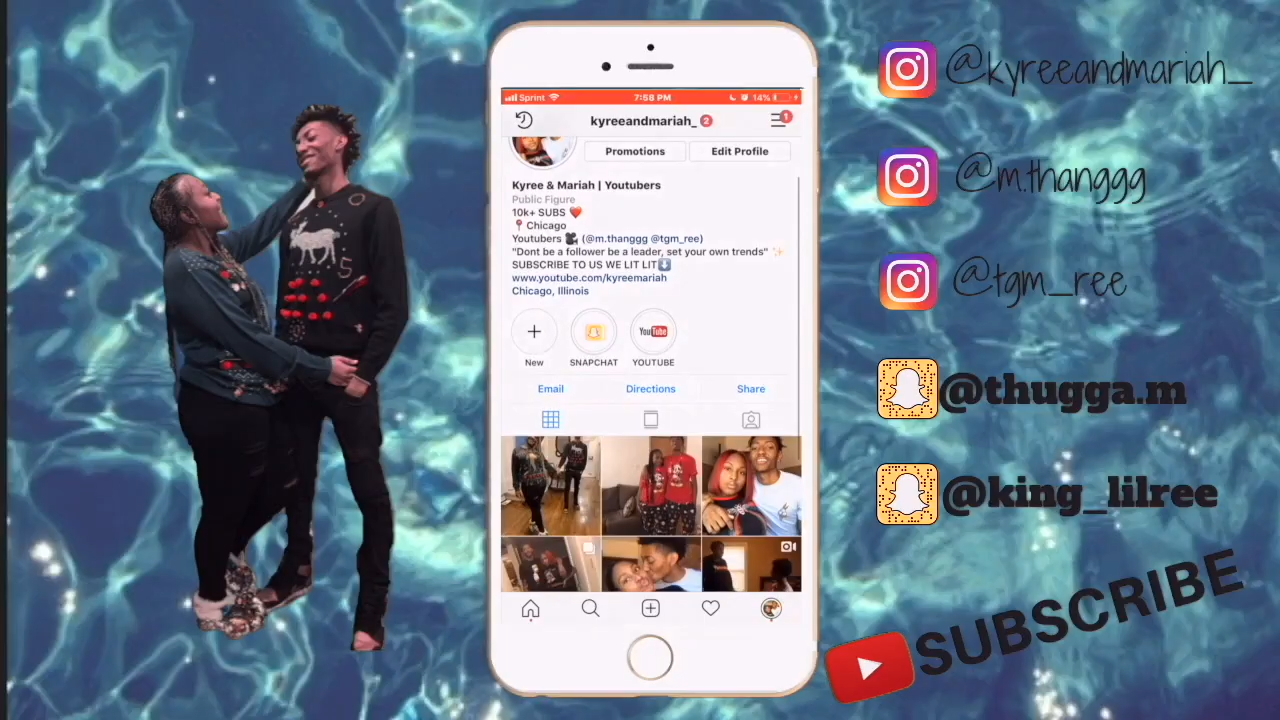 Sprint 7:58 PM 14%
kyreeandmariah_ 2 1
Promotions Edit Profile
Kyree & Mariah | Youtubers
Public Figure
10k+ SUBS ❤️
📍 Chicago
Youtubers 🎥 (@m.thanggg @tgm_ree)
"Dont be a follower be a leader, set your own trends" ✨
SUBSCRIBE TO US WE LIT LIT⬇️
www.youtube.com/kyreemariah
Chicago, Illinois
New SNAPCHAT YouTube YOUTUBE
Email Directions Share
@kyreeandmariah_
@m.thanggg
@tgm_ree
@thugga.m
@king_lilree
SUBSCRIBE